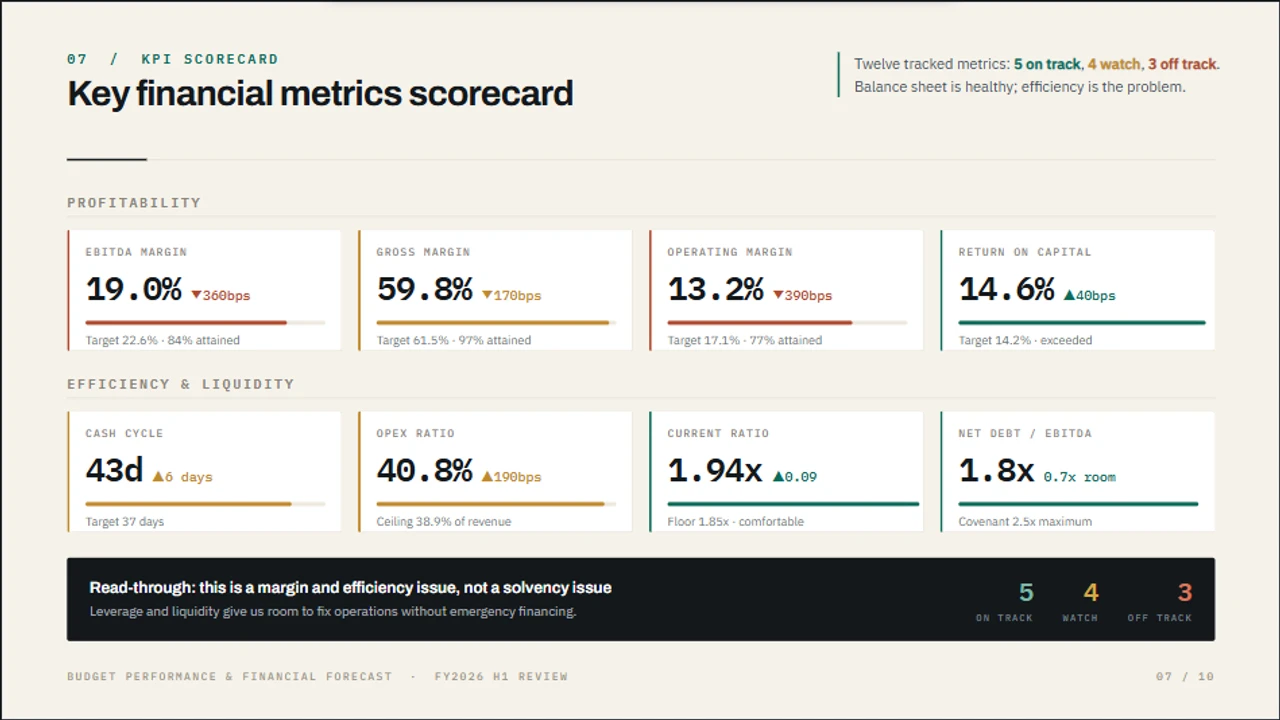 07 / KPI SCORECARD
Key financial metrics scorecard
Twelve tracked metrics: 5 on track, 4 watch, 3 off track.
Balance sheet is healthy; efficiency is the problem.
PROFITABILITY
EBITDA MARGIN
19.0% ▼360bps
Target 22.6% · 84% attained
GROSS MARGIN
59.8% ▼170bps
Target 61.5% · 97% attained
OPERATING MARGIN
13.2% ▼390bps
Target 17.1% · 77% attained
RETURN ON CAPITAL
14.6% ▲40bps
Target 14.2% · exceeded
EFFICIENCY & LIQUIDITY
CASH CYCLE
43d ▲6 days
Target 37 days
OPEX RATIO
40.8% ▲190bps
Ceiling 38.9% of revenue
CURRENT RATIO
1.94x ▲0.09
Floor 1.85x · comfortable
NET DEBT / EBITDA
1.8x 0.7x room
Covenant 2.5x maximum
Read-through: this is a margin and efficiency issue, not a solvency issue
Leverage and liquidity give us room to fix operations without emergency financing.
5 4 3
ON TRACK WATCH OFF TRACK
BUDGET PERFORMANCE & FINANCIAL FORECAST · FY2026 H1 REVIEW
07 / 10